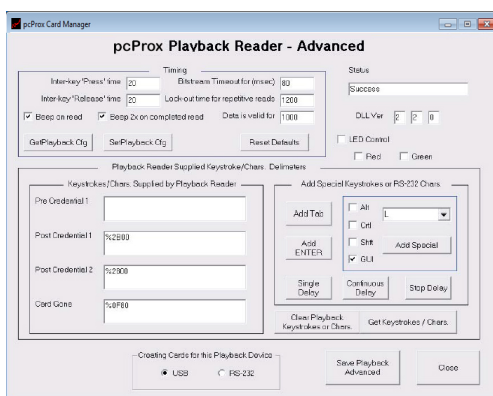 pcProx Card Manager
pcProx Playback Reader - Advanced
Timing
Inter-key 'Press' time 20
Bitstream Timeout for (msec) 80
Inter-key 'Release' time 20
Lock-out time for repetitive reads 1200
Beep on read
Beep 2x on completed read
Data is valid for 1000
GetPlayback Cfg
SetPlayback Cfg
Reset Defaults
Status
Success
DLL Ver 2 2 0
LED Control
Red
Green
Playback Reader Supplied Keystroke/Chars. Delimeters
Keystrokes/Chars. Supplied by Playback Reader
Pre Credential 1
Post Credential 1 %2B00
Post Credential 2 %2B00
Card Gone %0F80
Add Special Keystrokes or RS-232 Chars.
Add Tab
Alt
L
Crtl
Add ENTER
Shft
Add Special
GUI
Single Delay
Continuous Delay
Stop Delay
Clear Playback Keystrokes or Chars.
Get Keystrokes / Chars.
Creating Cards for this Playback Device
USB
RS-232
Save Playback Advanced
Close